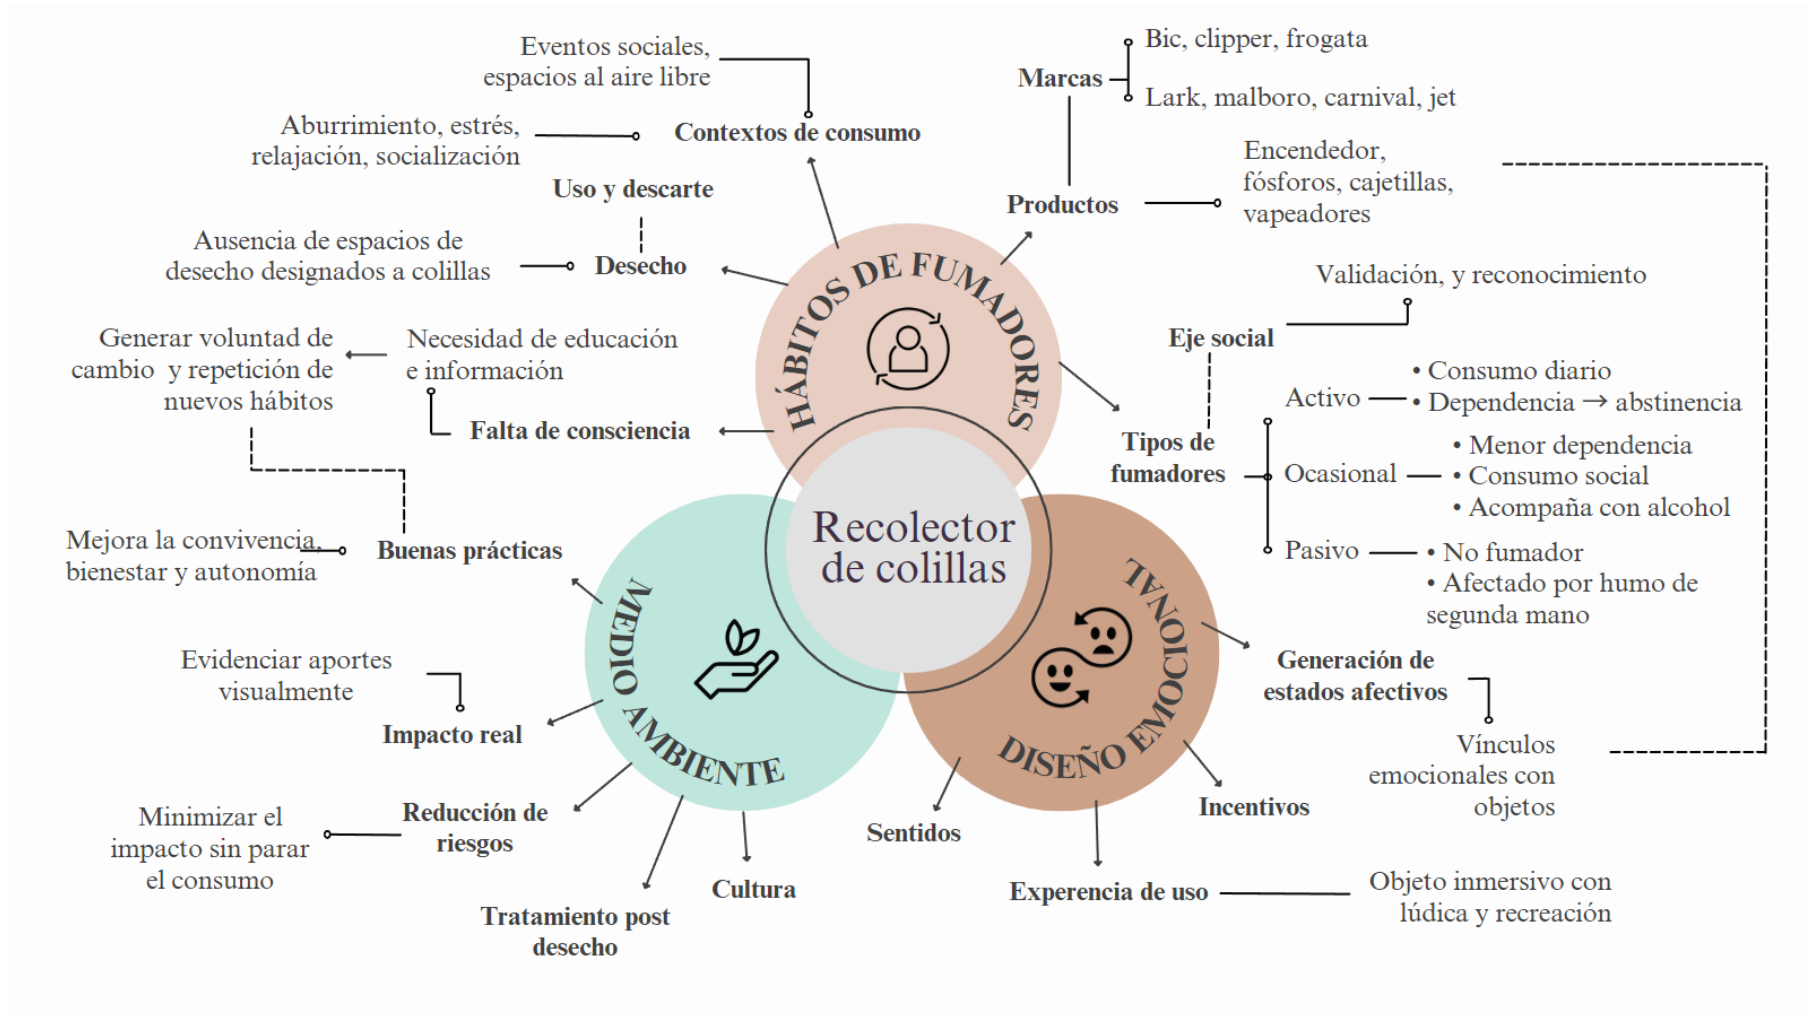 Eventos sociales,
espacios al aire libre
Aburrimiento, estrés,
relajación, socialización
Contextos de consumo
Uso y descarte
Ausencia de espacios de
desecho designados a colillas
Desecho
Generar voluntad de
cambio y repetición de
nuevos hábitos
Necesidad de educación
e información
Falta de consciencia
Marcas
Bic, clipper, frogata
Lark, malboro, carnival, jet
Productos
Encendedor,
fósforos, cajetillas,
vapeadores
Validación, y reconocimiento
Eje social
Tipos de
fumadores
Activo
• Consumo diario
• Dependencia → abstinencia
Ocasional
• Menor dependencia
• Consumo social
• Acompaña con alcohol
Pasivo
• No fumador
• Afectado por humo de
segunda mano
HÁBITOS DE FUMADORES
Recolector
de colillas
MEDIO AMBIENTE
DISEÑO EMOCIONAL
Mejora la convivencia,
bienestar y autonomía
Buenas prácticas
Evidenciar aportes
visualmente
Impacto real
Minimizar el
impacto sin parar
el consumo
Reducción de
riesgos
Tratamiento post
desecho
Cultura
Generación de
estados afectivos
Vínculos
emocionales con
objetos
Incentivos
Sentidos
Experencia de uso
Objeto inmersivo con
lúdica y recreación